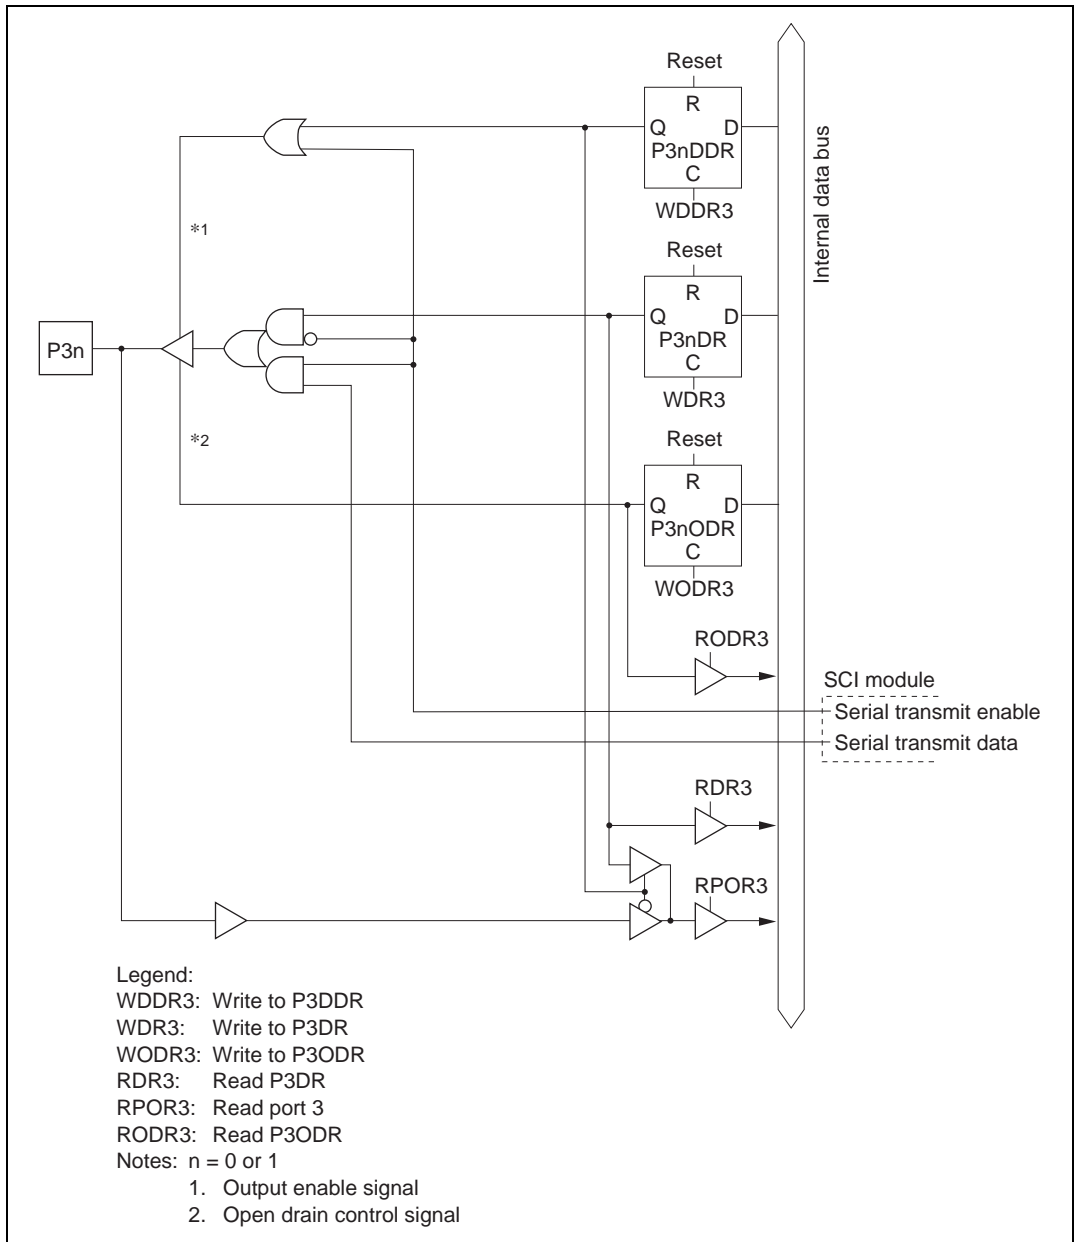 Reset
R
Q D
P3nDDR
C
WDDR3
Internal data bus
*1
Reset
R
Q D
P3nDR
C
WDR3
P3n
*2
Reset
R
Q D
P3nODR
C
WODR3
RODR3
SCI module
Serial transmit enable
Serial transmit data
RDR3
RPOR3
Legend:
WDDR3: Write to P3DDR
WDR3: Write to P3DR
WODR3: Write to P3ODR
RDR3: Read P3DR
RPOR3: Read port 3
RODR3: Read P3ODR
Notes: n = 0 or 1
1. Output enable signal
2. Open drain control signal